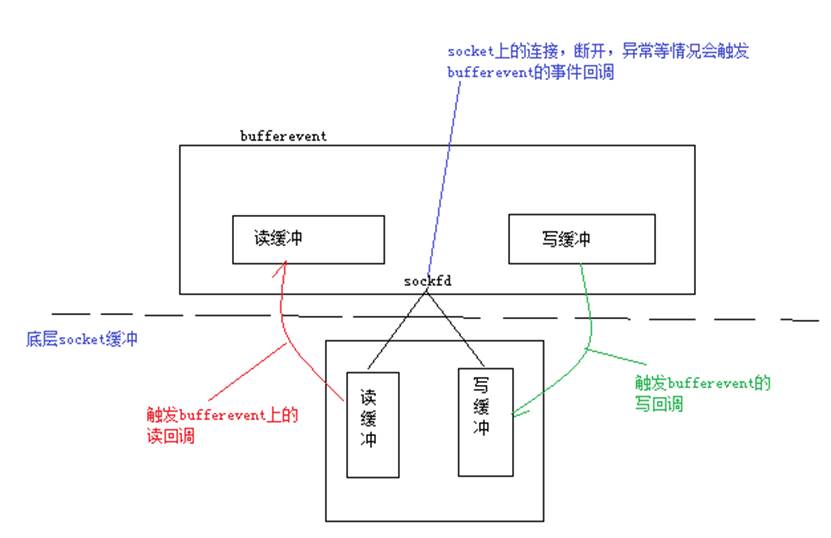 socket上的连接，断开，异常等情况会触发
bufferevent的事件回调
bufferevent
读缓冲
写缓冲
sockfd
底层socket缓冲
触发bufferevent上的
读回调
读
缓
冲
写
缓
冲
触发bufferevent的
写回调